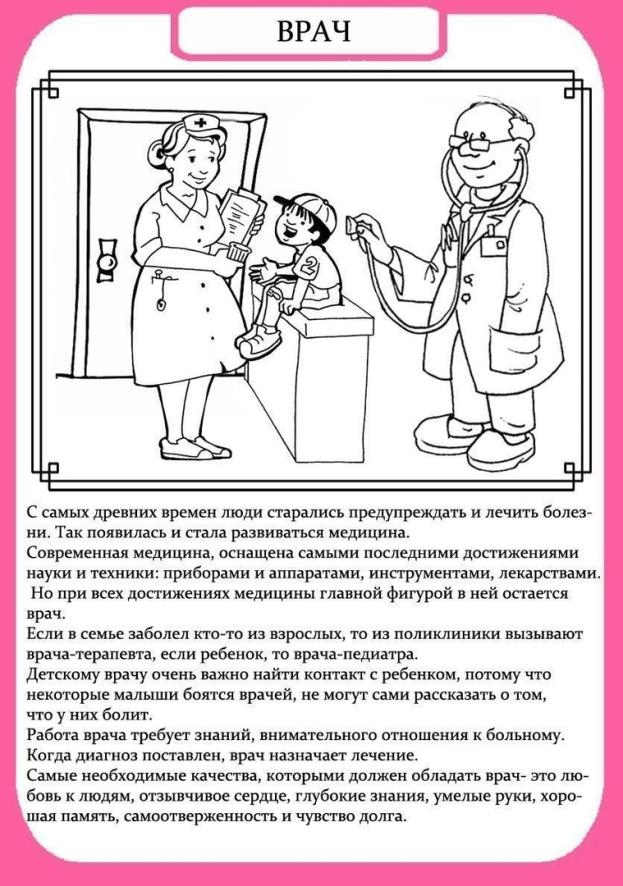 ВРАЧ
2
С самых древних времен люди старались предупреждать и лечить болез-
ни. Так появилась и стала развиваться медицина.
Современная медицина, оснащена самыми последними достижениями
науки и техники: приборами и аппаратами, инструментами, лекарствами.
Но при всех достижениях медицины главной фигурой в ней остается
врач.
Если в семье заболел кто-то из взрослых, то из поликлиники вызывают
врача-терапевта, если ребенок, то врача-педиатра.
Детскому врачу очень важно найти контакт с ребенком, потому что
некоторые малыши боятся врачей, не могут сами рассказать о том,
что у них болит.
Работа врача требует знаний, внимательного отношения к больному.
Когда диагноз поставлен, врач назначает лечение.
Самые необходимые качества, которыми должен обладать врач- это лю-
бовь к людям, отзывчивое сердце, глубокие знания, умелые руки, хоро-
шая память, самоотверженность и чувство долга.